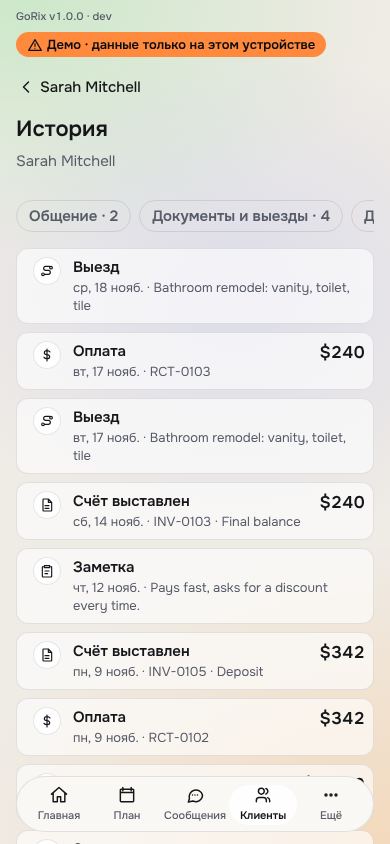 GoRix v1.0.0 · dev
Демо · данные только на этом устройстве
Sarah Mitchell
История
Sarah Mitchell
Общение · 2
Документы и выезды · 4
Выезд
ср, 18 нояб. · Bathroom remodel: vanity, toilet,
tile
Оплата
$240
вт, 17 нояб. · RCT-0103
Выезд
вт, 17 нояб. · Bathroom remodel: vanity, toilet,
tile
Счёт выставлен
$240
сб, 14 нояб. · INV-0103 · Final balance
Заметка
чт, 12 нояб. · Pays fast, asks for a discount
every time.
Счёт выставлен
$342
пн, 9 нояб. · INV-0105 · Deposit
Оплата
$342
пн, 9 нояб. · RCT-0102
Главная
План
Сообщения
Клиенты
Ещё